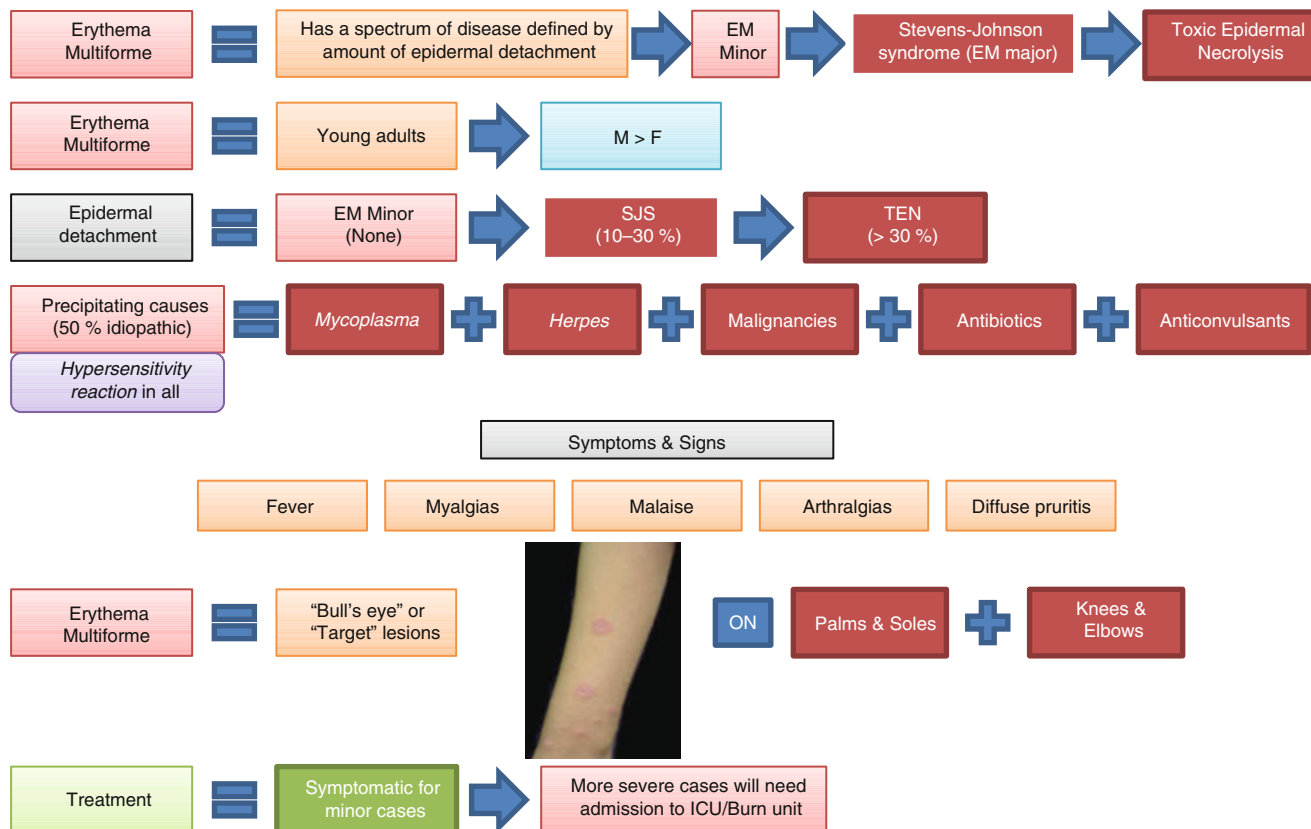 Erythema
Multiforme
Has a spectrum of disease defined by
amount of epidermal detachment
EM
Minor
Stevens-Johnson
syndrome (EM major)
Toxic Epidermal
Necrolysis
Erythema
Multiforme
Young adults
M > F
Epidermal
detachment
EM Minor
(None)
SJS
(10–30 %)
TEN
(> 30 %)
Precipitating causes
(50 % idiopathic)
Mycoplasma
Herpes
Malignancies
Antibiotics
Anticonvulsants
Hypersensitivity
reaction in all
Symptoms & Signs
Fever
Myalgias
Malaise
Arthralgias
Diffuse pruritis
Erythema
Multiforme
“Bull’s eye” or
“Target” lesions
ON
Palms & Soles
Knees &
Elbows
Treatment
Symptomatic for
minor cases
More severe cases will need
admission to ICU/Burn unit